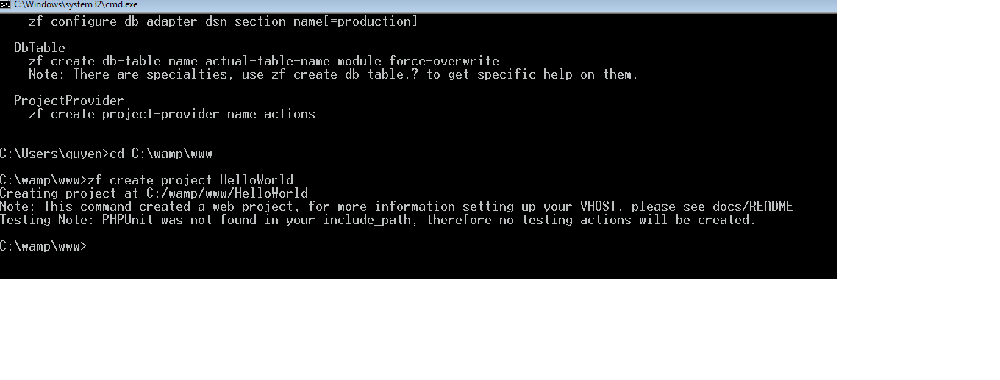 C:\Windows\system32\cmd.exe
zf configure db-adapter dsn section-name[=production]
DbTable
zf create db-table name actual-table-name module force-overwrite
Note: There are specialties, use zf create db-table.? to get specific help on them.
ProjectProvider
zf create project-provider name actions
C:\Users\quyen>cd C:\wamp\www
C:\wamp\www>zf create project HelloWorld
Creating project at C:/wamp/www/HelloWorld
Note: This command created a web project, for more information setting up your VHOST, please see docs/README
Testing Note: PHPUnit was not found in your include_path, therefore no testing actions will be created.
C:\wamp\www>